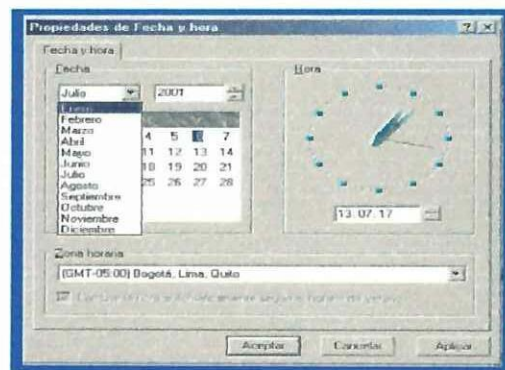 Propiedades de Fecha y hora
Fecha y hora
Fecha
Hora
Julio 2001
Enero
Febrero
Marzo
Abril 4 5 6 7
Mayo 11 12 13 14
Junio
Julio 18 19 20 21
Agosto 25 26 27 28
Septiembre
Octubre
Noviembre
Diciembre
13.07.17
Zona horaria
(GMT-05:00) Bogotá, Lima, Quito
Aceptar Cancelar Aplicar